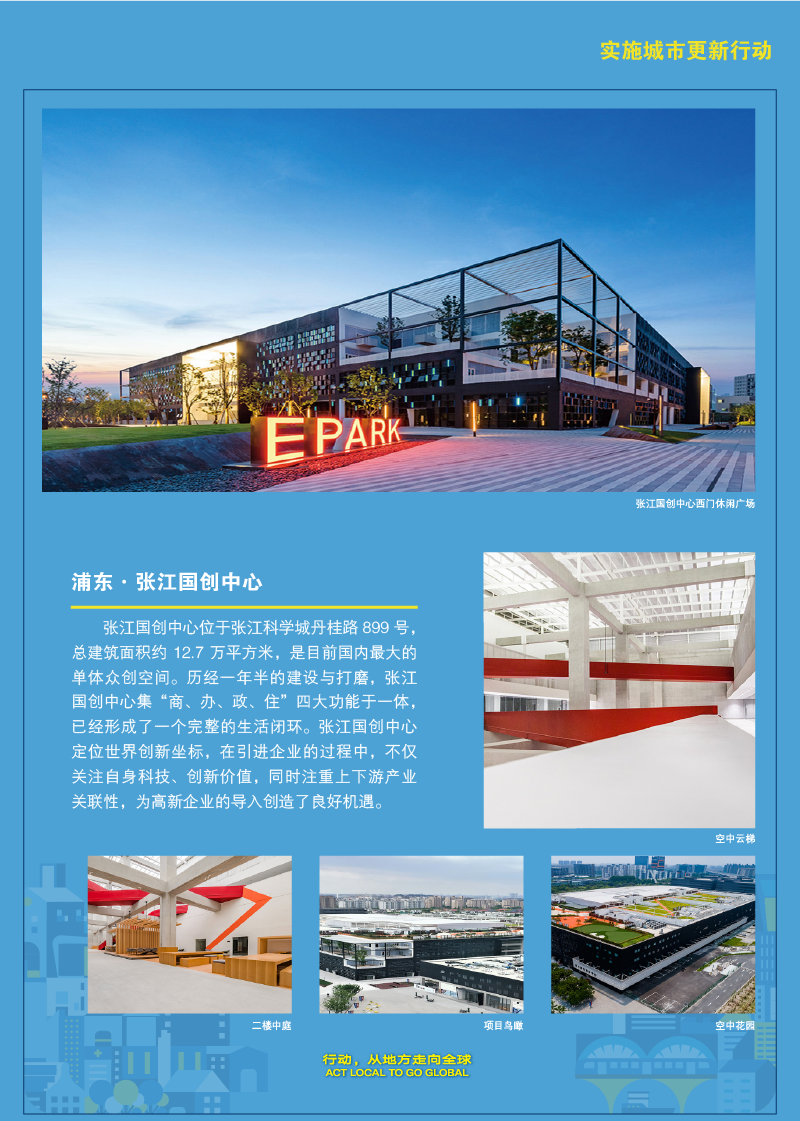 实施城市更新行动
EPARK
张江国创中心西门休闲广场
浦东·张江国创中心
张江国创中心位于张江科学城丹桂路 899 号，
总建筑面积约 12.7 万平方米，是目前国内最大的
单体众创空间。历经一年半的建设与打磨，张江
国创中心集“商、办、政、住”四大功能于一体，
已经形成了一个完整的生活闭环。张江国创中心
定位世界创新坐标，在引进企业的过程中，不仅
关注自身科技、创新价值，同时注重上下游产业
关联性，为高新企业的导入创造了良好机遇。
空中云梯
二楼中庭
项目鸟瞰
空中花园
行动，从地方走向全球
ACT LOCAL TO GO GLOBAL